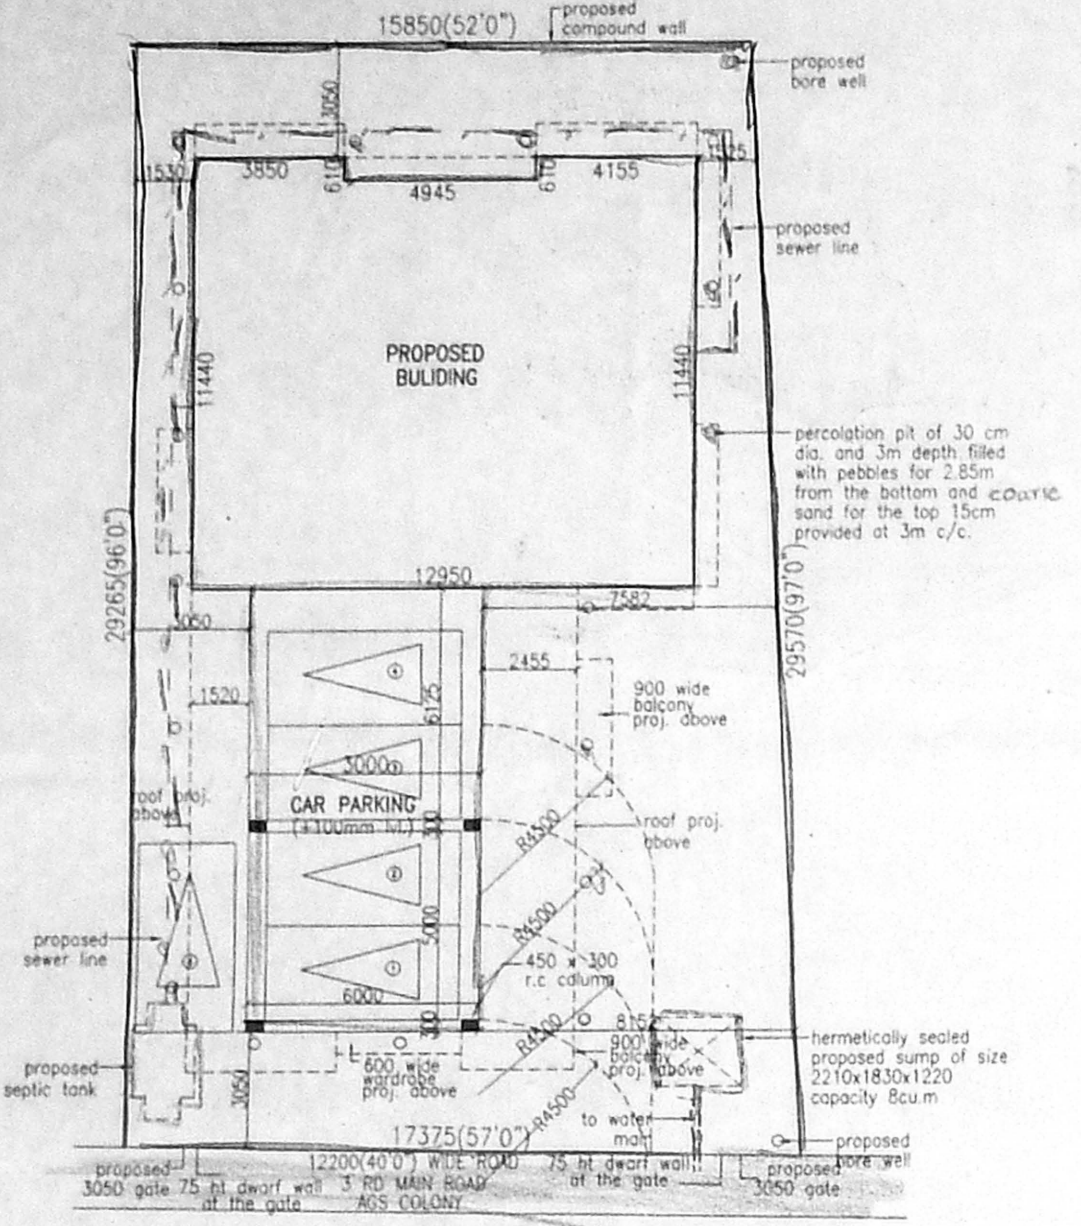 15850(52'0")
proposed
compound wall
proposed
bore well
3050
1530
3850
610
4945
610
4155
proposed
sewer line
PROPOSED
BULIDING
11440
11440
percolation pit of 30 cm
dia. and 3m depth filled
with pebbles for 2.85m
from the bottom and coarse
sand for the top 15cm
provided at 3m c/c.
29265(96'0")
29570(97'0")
12950
7582
3050
2455
1520
6125
900 wide
balcony
proj. above
3000
CAR PARKING
(+100mm lvl.)
300
roof proj.
above
roof proj.
above
R4500
R4500
5000
proposed
sewer line
450 x 300
r.c column
6000
300
R4500
900 wide
balcony
proj. above
hermetically sealed
proposed sump of size
2210x1830x1220
capacity 8cu.m
proposed
septic tank
600 wide
wardrobe
proj. above
3050
R4500
to water
main
17375(57'0")
proposed
bore well
proposed
3050 gate
75 ht dwarf wall
at the gate
12200(40'0") WIDE ROAD
3 RD MAIN ROAD
AGS COLONY
75 ht dwarf wall
at the gate
proposed
3050 gate